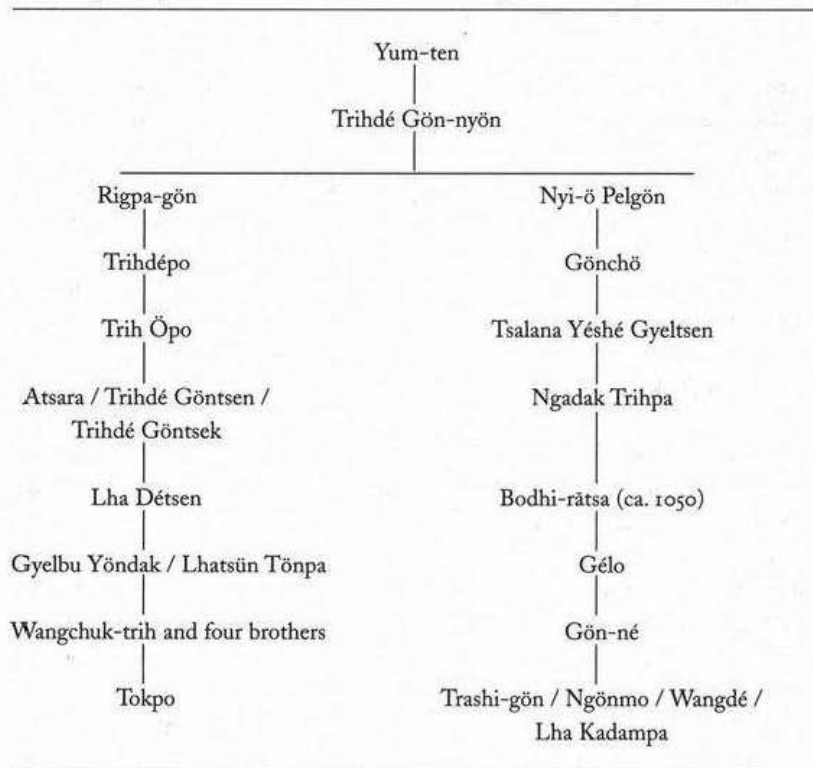 Yum-ten
Trihdé Gön-nyön
Rigpa-gön
Nyi-ö Pelgön
Trihdépo
Gönchö
Trih Öpo
Tsalana Yéshé Gyeltsen
Atsara / Trihdé Göntsen /
Trihdé Göntsek
Ngadak Trihpa
Lha Détsen
Bodhi-rātsa (ca. 1050)
Gyelbu Yöndak / Lhatsün Tönpa
Gélo
Wangchuk-trih and four brothers
Gön-né
Tokpo
Trashi-gön / Ngönmo / Wangdé /
Lha Kadampa